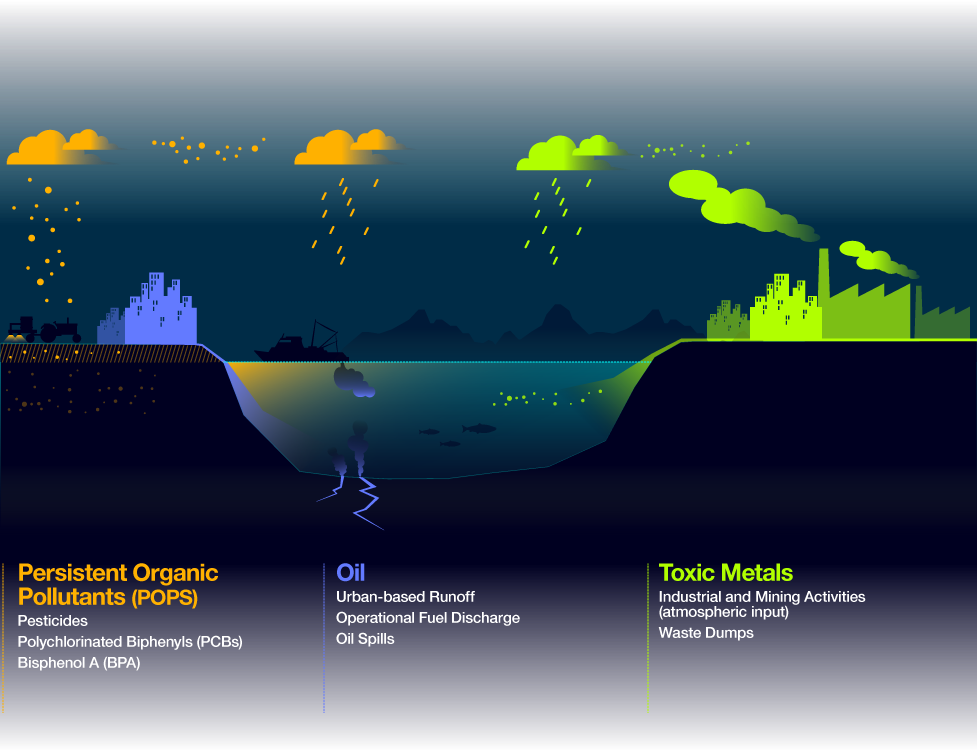 Persistent Organic
Pollutants (POPS)
Pesticides
Polychlorinated Biphenyls (PCBs)
Bisphenol A (BPA)
Oil
Urban-based Runoff
Operational Fuel Discharge
Oil Spills
Toxic Metals
Industrial and Mining Activities
(atmospheric input)
Waste Dumps